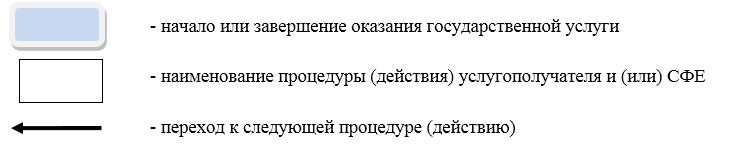 - начало или завершение оказания государственной услуги
- наименование процедуры (действия) услугополучателя и (или) СФЕ
- переход к следующей процедуре (действию)